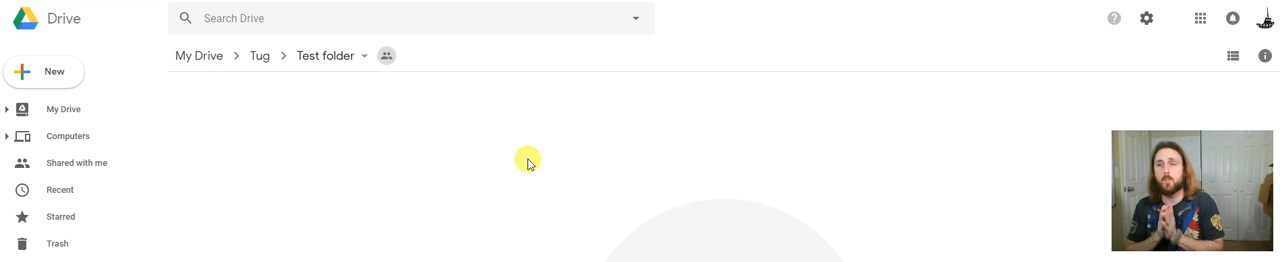 Drive
Search Drive
My Drive > Tug > Test folder
New
My Drive
Computers
Shared with me
Recent
Starred
Trash